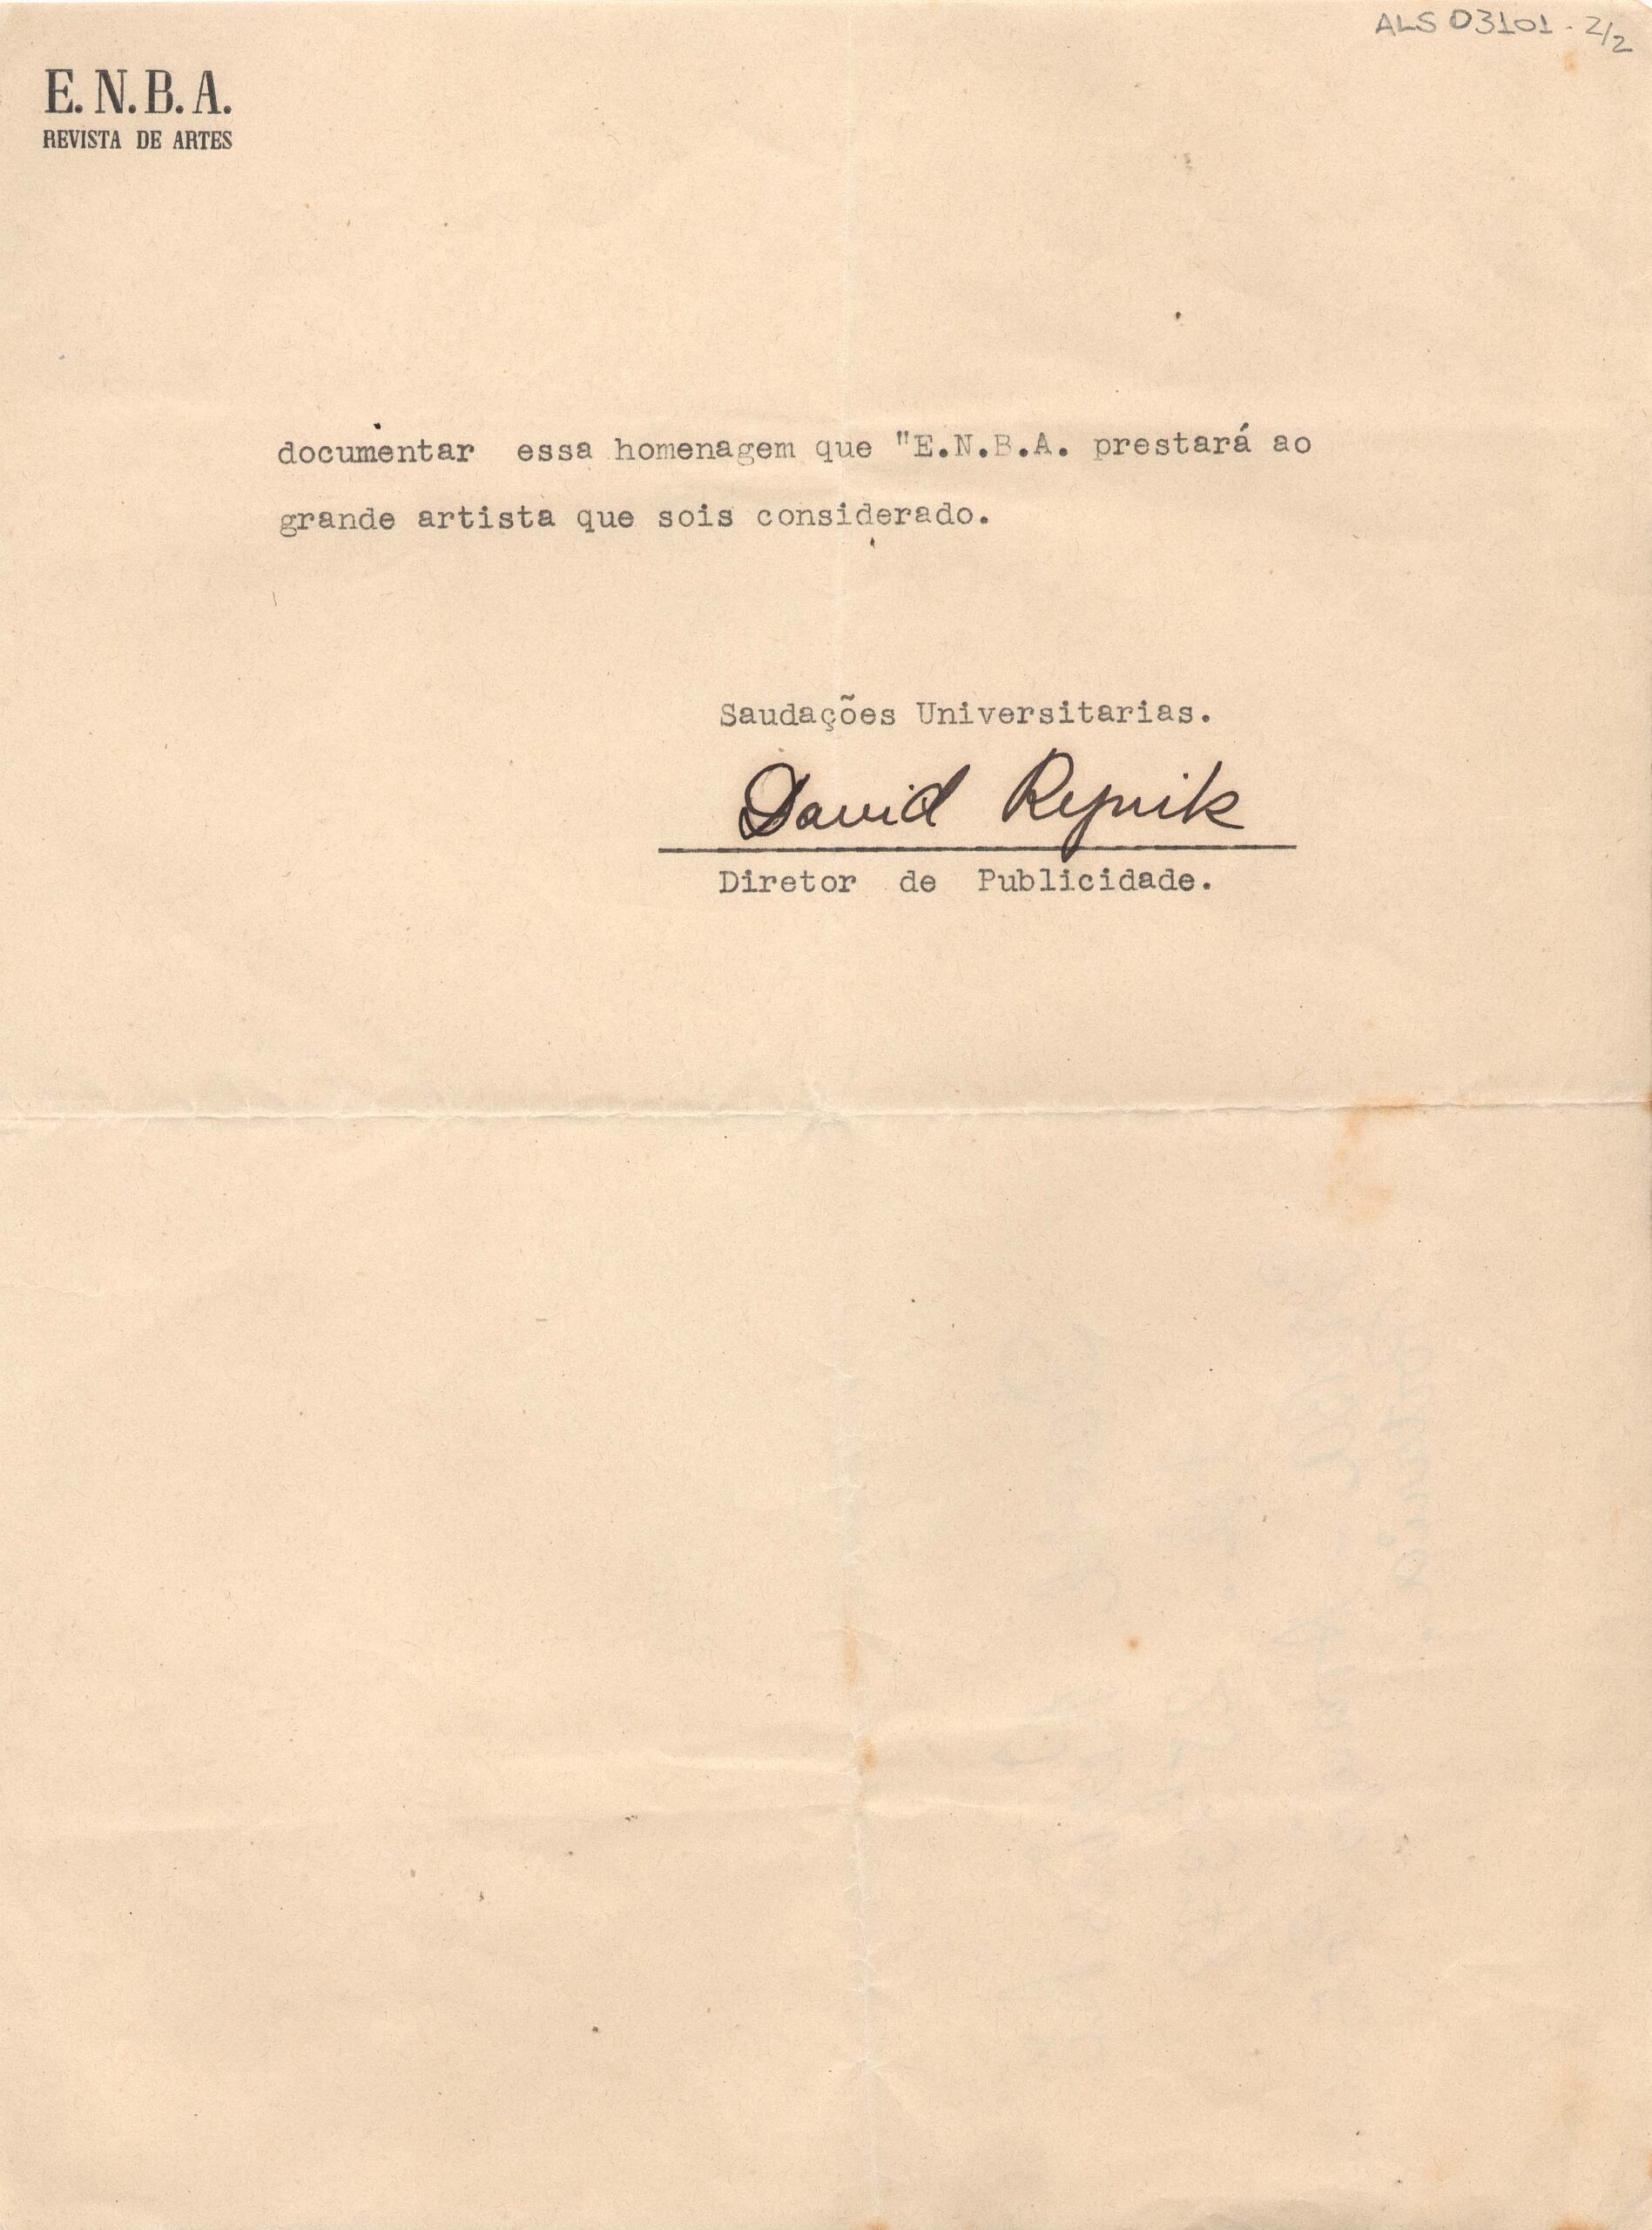 ALS 03101 - 2/2
E. N. B. A.
REVISTA DE ARTES
documentar essa homenagem que "E.N.B.A. prestará ao
grande artista que sois considerado.
Saudações Universitarias.
David
Diretor de Publicidade.